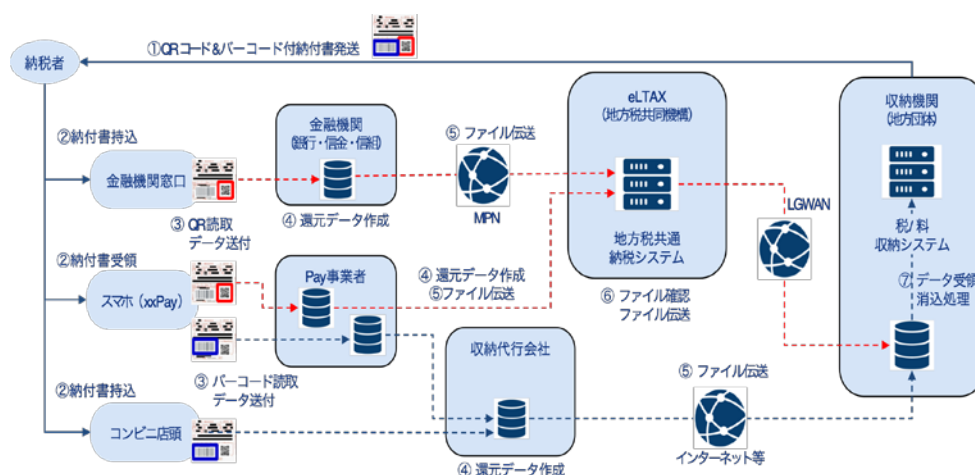 ①QRコード&バーコード付納付書発送
納税者
②納付書持込
金融機関窓口
③ QR読取
データ送付
金融機関
(銀行・信金・信組)
④ 還元データ作成
⑤ ファイル伝送
MPN
eLTAX
(地方税共同機構)
地方税共通
納税システム
⑥ ファイル確認
ファイル伝送
LGWAN
収納機関
(地方団体)
税/料
収納システム
⑦ データ受領
消込処理
②納付書受領
スマホ (xxPay)
Pay事業者
④ 還元データ作成
⑤ファイル伝送
③ バーコード読取
データ送付
②納付書持込
コンビニ店頭
収納代行会社
④ 還元データ作成
⑤ ファイル伝送
インターネット等